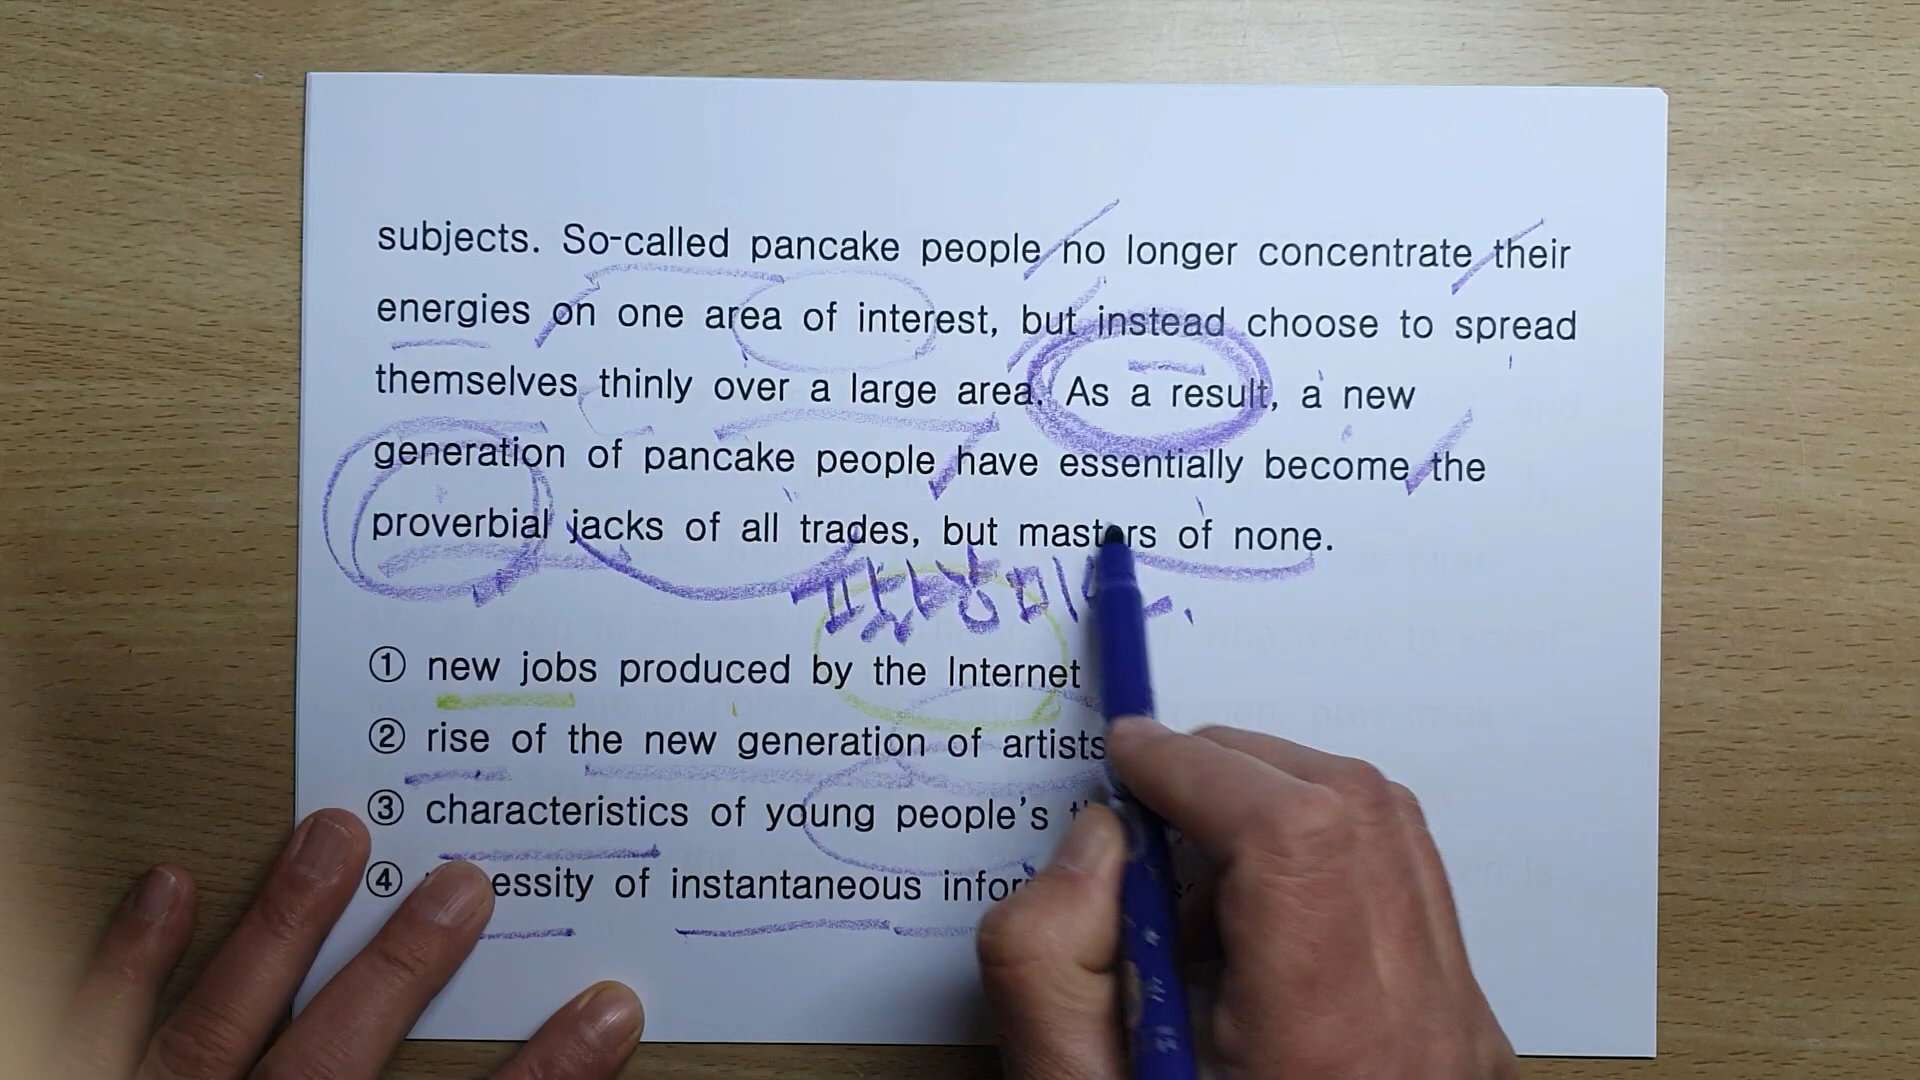 subjects. So-called pancake people no longer concentrate their
energies on one area of interest, but instead choose to spread
themselves thinly over a large area. As a result, a new
generation of pancake people have essentially become the
proverbial jacks of all trades, but masters of none.
① new jobs produced by the Internet
② rise of the new generation of artists
③ characteristics of young people's
④ of instantaneous